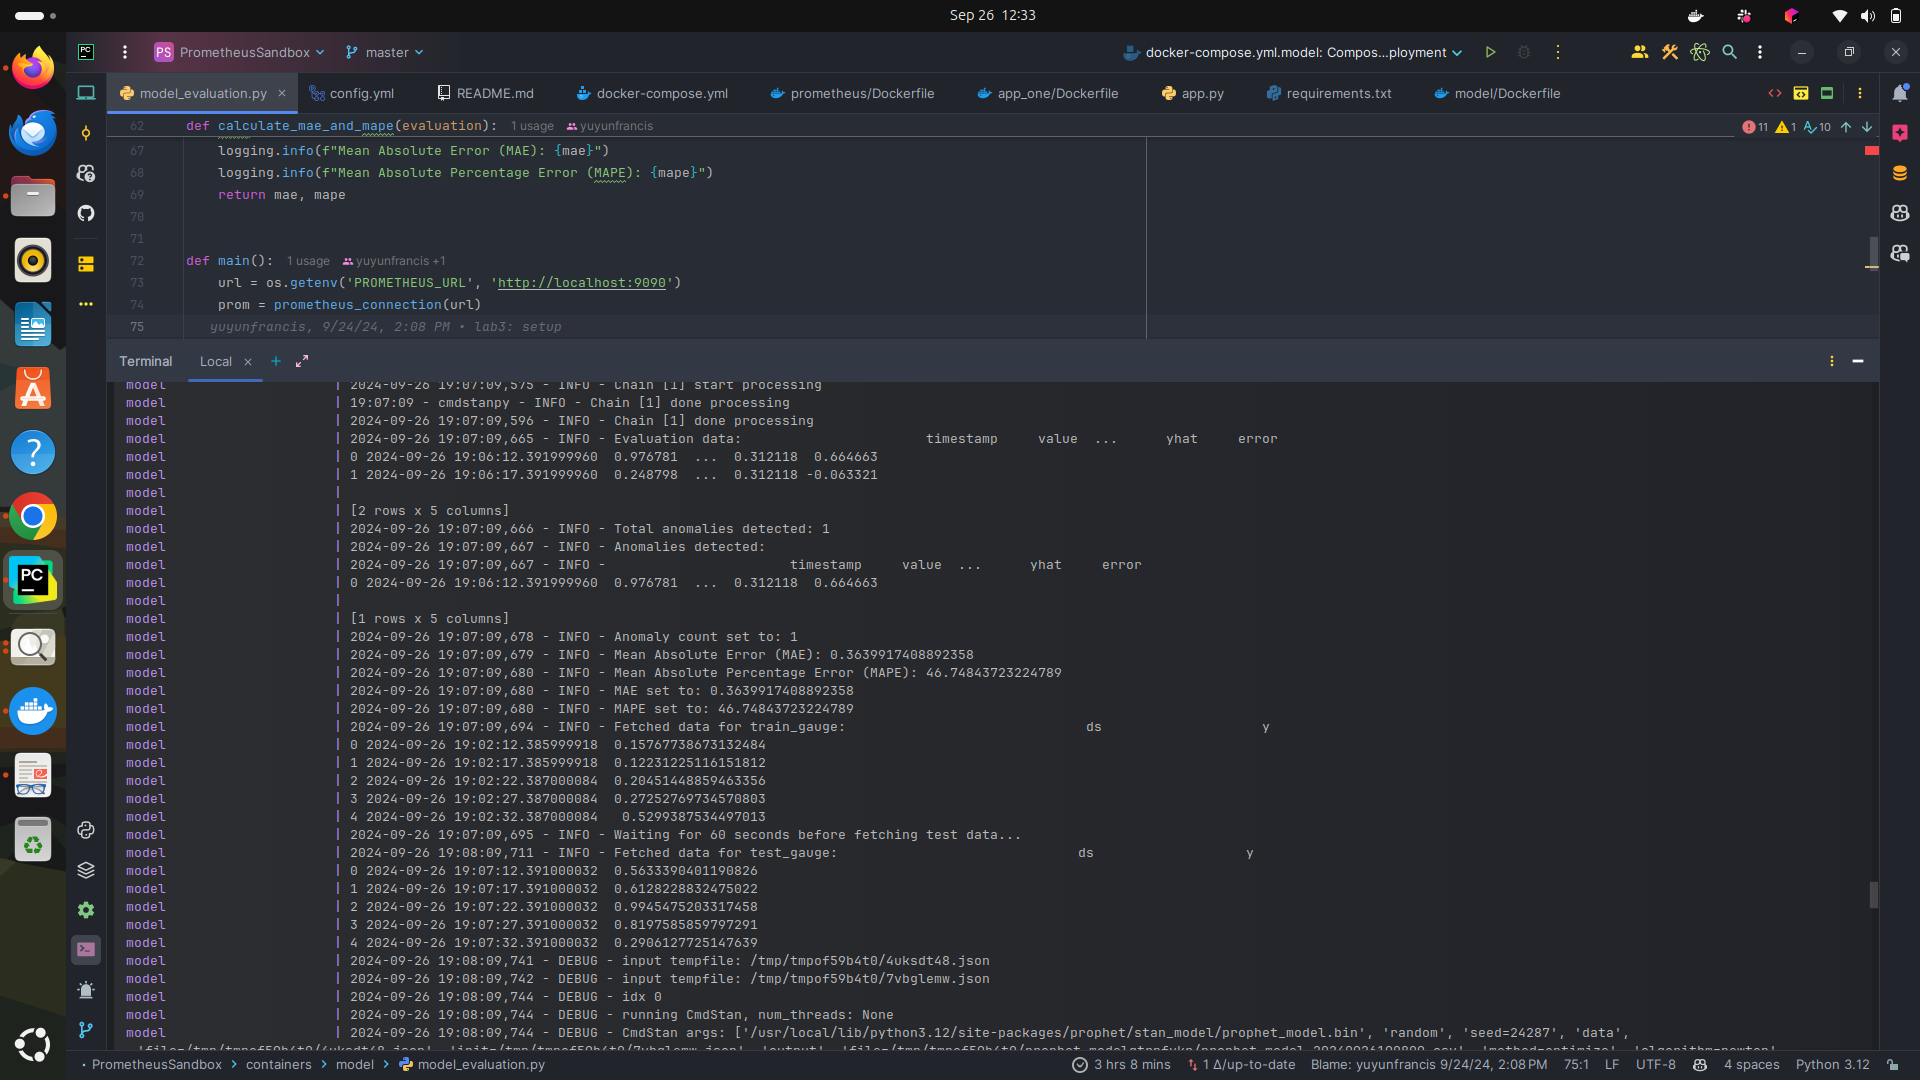 Sep 26  12:33
PC
PS PrometheusSandbox
master
docker-compose.yml.model: Compos...ployment
model_evaluation.py
config.yml
README.md
docker-compose.yml
prometheus/Dockerfile
app_one/Dockerfile
app.py
requirements.txt
model/Dockerfile
62 def calculate_mae_and_mape(evaluation): 1 usage yuyunfrancis
11 1 10
67 logging.info(f"Mean Absolute Error (MAE): {mae}")
68 logging.info(f"Mean Absolute Percentage Error (MAPE): {mape}")
69 return mae, mape
70
71
72 def main(): 1 usage yuyunfrancis +1
73 url = os.getenv('PROMETHEUS_URL', 'http://localhost:9090')
74 prom = prometheus_connection(url)
75 yuyunfrancis, 9/24/24, 2:08 PM • lab3: setup
Terminal Local
model | 2024-09-26 19:07:09,575 - INFO - Chain [1] start processing
model | 19:07:09 - cmdstanpy - INFO - Chain [1] done processing
model | 2024-09-26 19:07:09,596 - INFO - Chain [1] done processing
model | 2024-09-26 19:07:09,665 - INFO - Evaluation data: timestamp value ... yhat error
model | 0 2024-09-26 19:06:12.391999960 0.976781 ... 0.312118 0.664663
model | 1 2024-09-26 19:06:17.391999960 0.248798 ... 0.312118 -0.063321
model |
model | [2 rows x 5 columns]
model | 2024-09-26 19:07:09,666 - INFO - Total anomalies detected: 1
model | 2024-09-26 19:07:09,667 - INFO - Anomalies detected:
model | 2024-09-26 19:07:09,667 - INFO - timestamp value ... yhat error
model | 0 2024-09-26 19:06:12.391999960 0.976781 ... 0.312118 0.664663
model |
model | [1 rows x 5 columns]
model | 2024-09-26 19:07:09,678 - INFO - Anomaly count set to: 1
model | 2024-09-26 19:07:09,679 - INFO - Mean Absolute Error (MAE): 0.3639917408892358
model | 2024-09-26 19:07:09,680 - INFO - Mean Absolute Percentage Error (MAPE): 46.74843723224789
model | 2024-09-26 19:07:09,680 - INFO - MAE set to: 0.3639917408892358
model | 2024-09-26 19:07:09,680 - INFO - MAPE set to: 46.74843723224789
model | 2024-09-26 19:07:09,694 - INFO - Fetched data for train_gauge: ds y
model | 0 2024-09-26 19:02:12.385999918 0.15767738673132484
model | 1 2024-09-26 19:02:17.385999918 0.12231225116151812
model | 2 2024-09-26 19:02:22.387000084 0.20451448859463356
model | 3 2024-09-26 19:02:27.387000084 0.27252769734570803
model | 4 2024-09-26 19:02:32.387000084 0.5299387534497013
model | 2024-09-26 19:07:09,695 - INFO - Waiting for 60 seconds before fetching test data...
model | 2024-09-26 19:08:09,711 - INFO - Fetched data for test_gauge: ds y
model | 0 2024-09-26 19:07:12.391000032 0.5633390401190826
model | 1 2024-09-26 19:07:17.391000032 0.6128228832475022
model | 2 2024-09-26 19:07:22.391000032 0.9945475203317458
model | 3 2024-09-26 19:07:27.391000032 0.8197585859797291
model | 4 2024-09-26 19:07:32.391000032 0.2906127725147639
model | 2024-09-26 19:08:09,741 - DEBUG - input tempfile: /tmp/tmpof59b4t0/4uksdt48.json
model | 2024-09-26 19:08:09,742 - DEBUG - input tempfile: /tmp/tmpof59b4t0/7vbglemw.json
model | 2024-09-26 19:08:09,744 - DEBUG - idx 0
model | 2024-09-26 19:08:09,744 - DEBUG - running CmdStan, num_threads: None
model | 2024-09-26 19:08:09,744 - DEBUG - CmdStan args: ['/usr/local/lib/python3.12/site-packages/prophet/stan_model/prophet_model.bin', 'random', 'seed=24287', 'data',
PrometheusSandbox > containers > model > model_evaluation.py
3 hrs 8 mins
1 Δ/up-to-date
Blame: yuyunfrancis 9/24/24, 2:08 PM
75:1
LF
UTF-8
4 spaces
Python 3.12